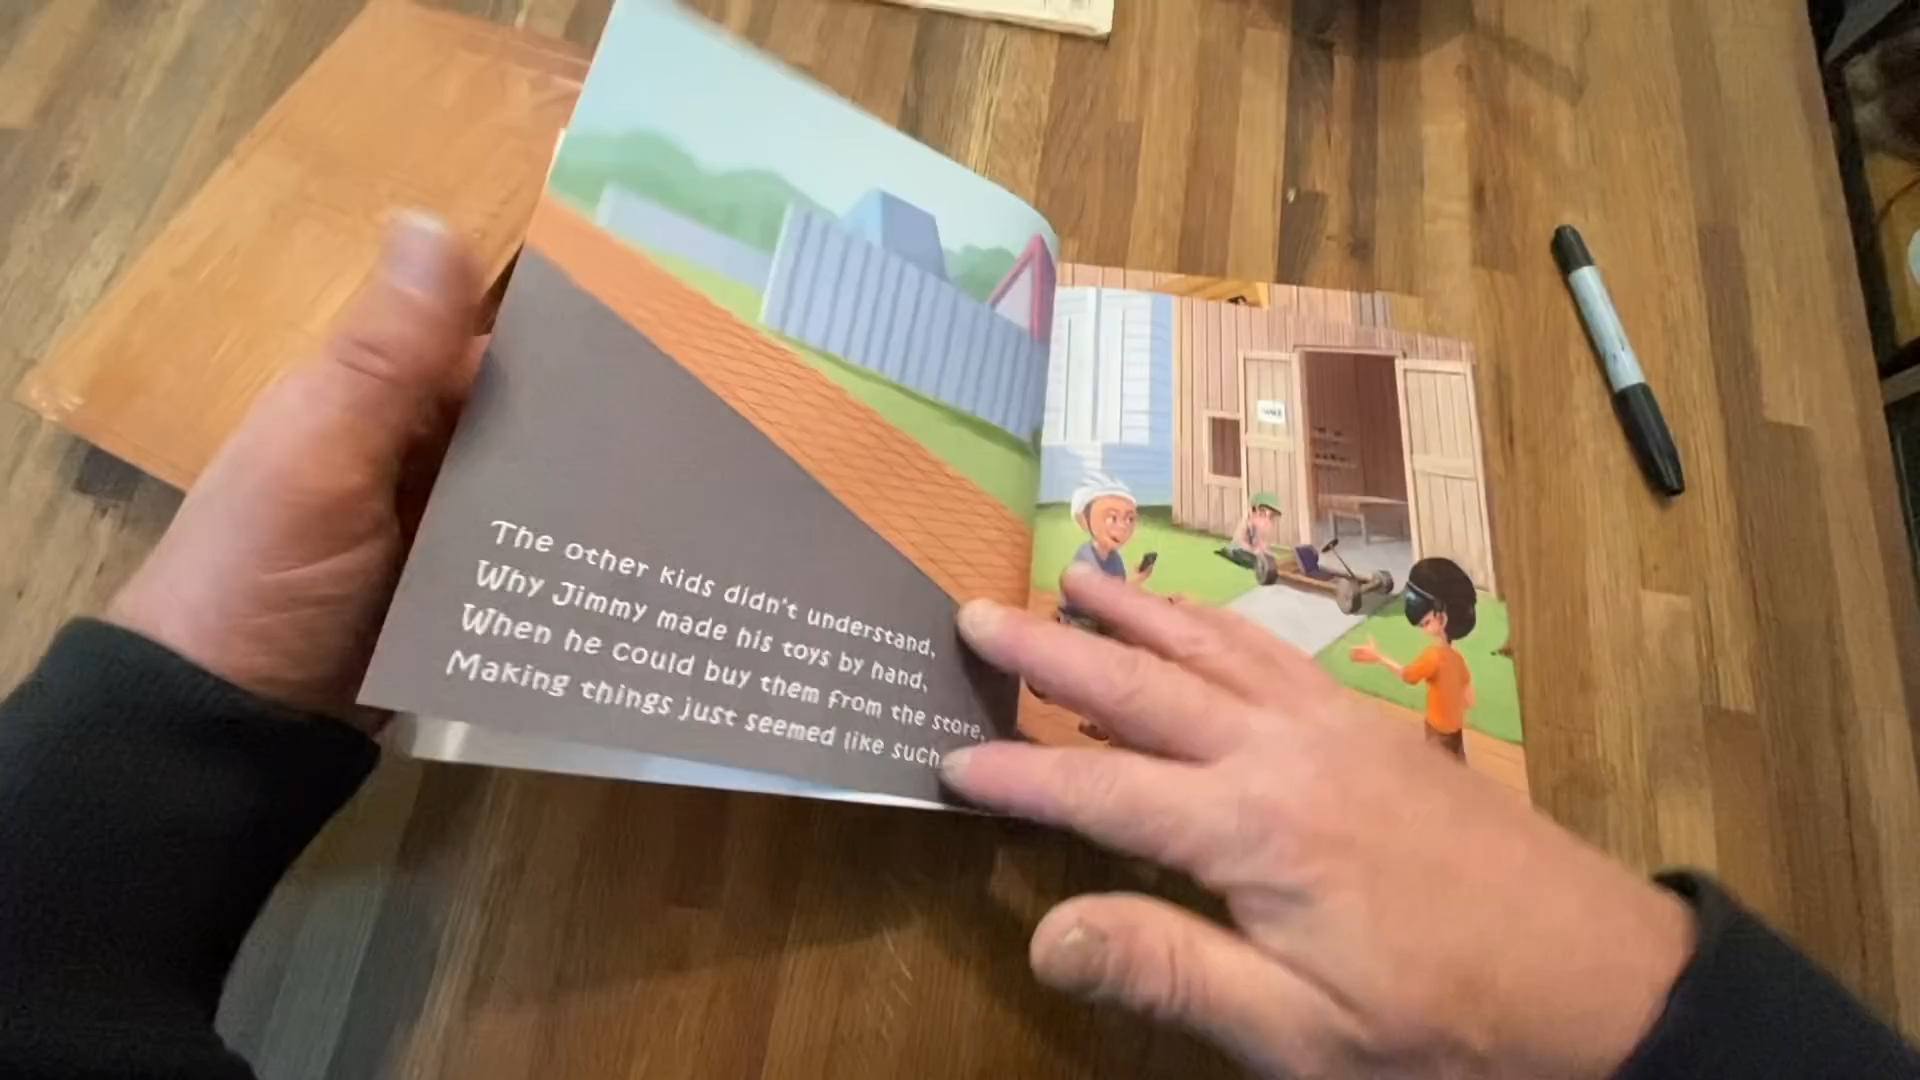 The other kids didn't understand,
Why Jimmy made his toys by hand,
When he could buy them from the store,
Making things just seemed like such